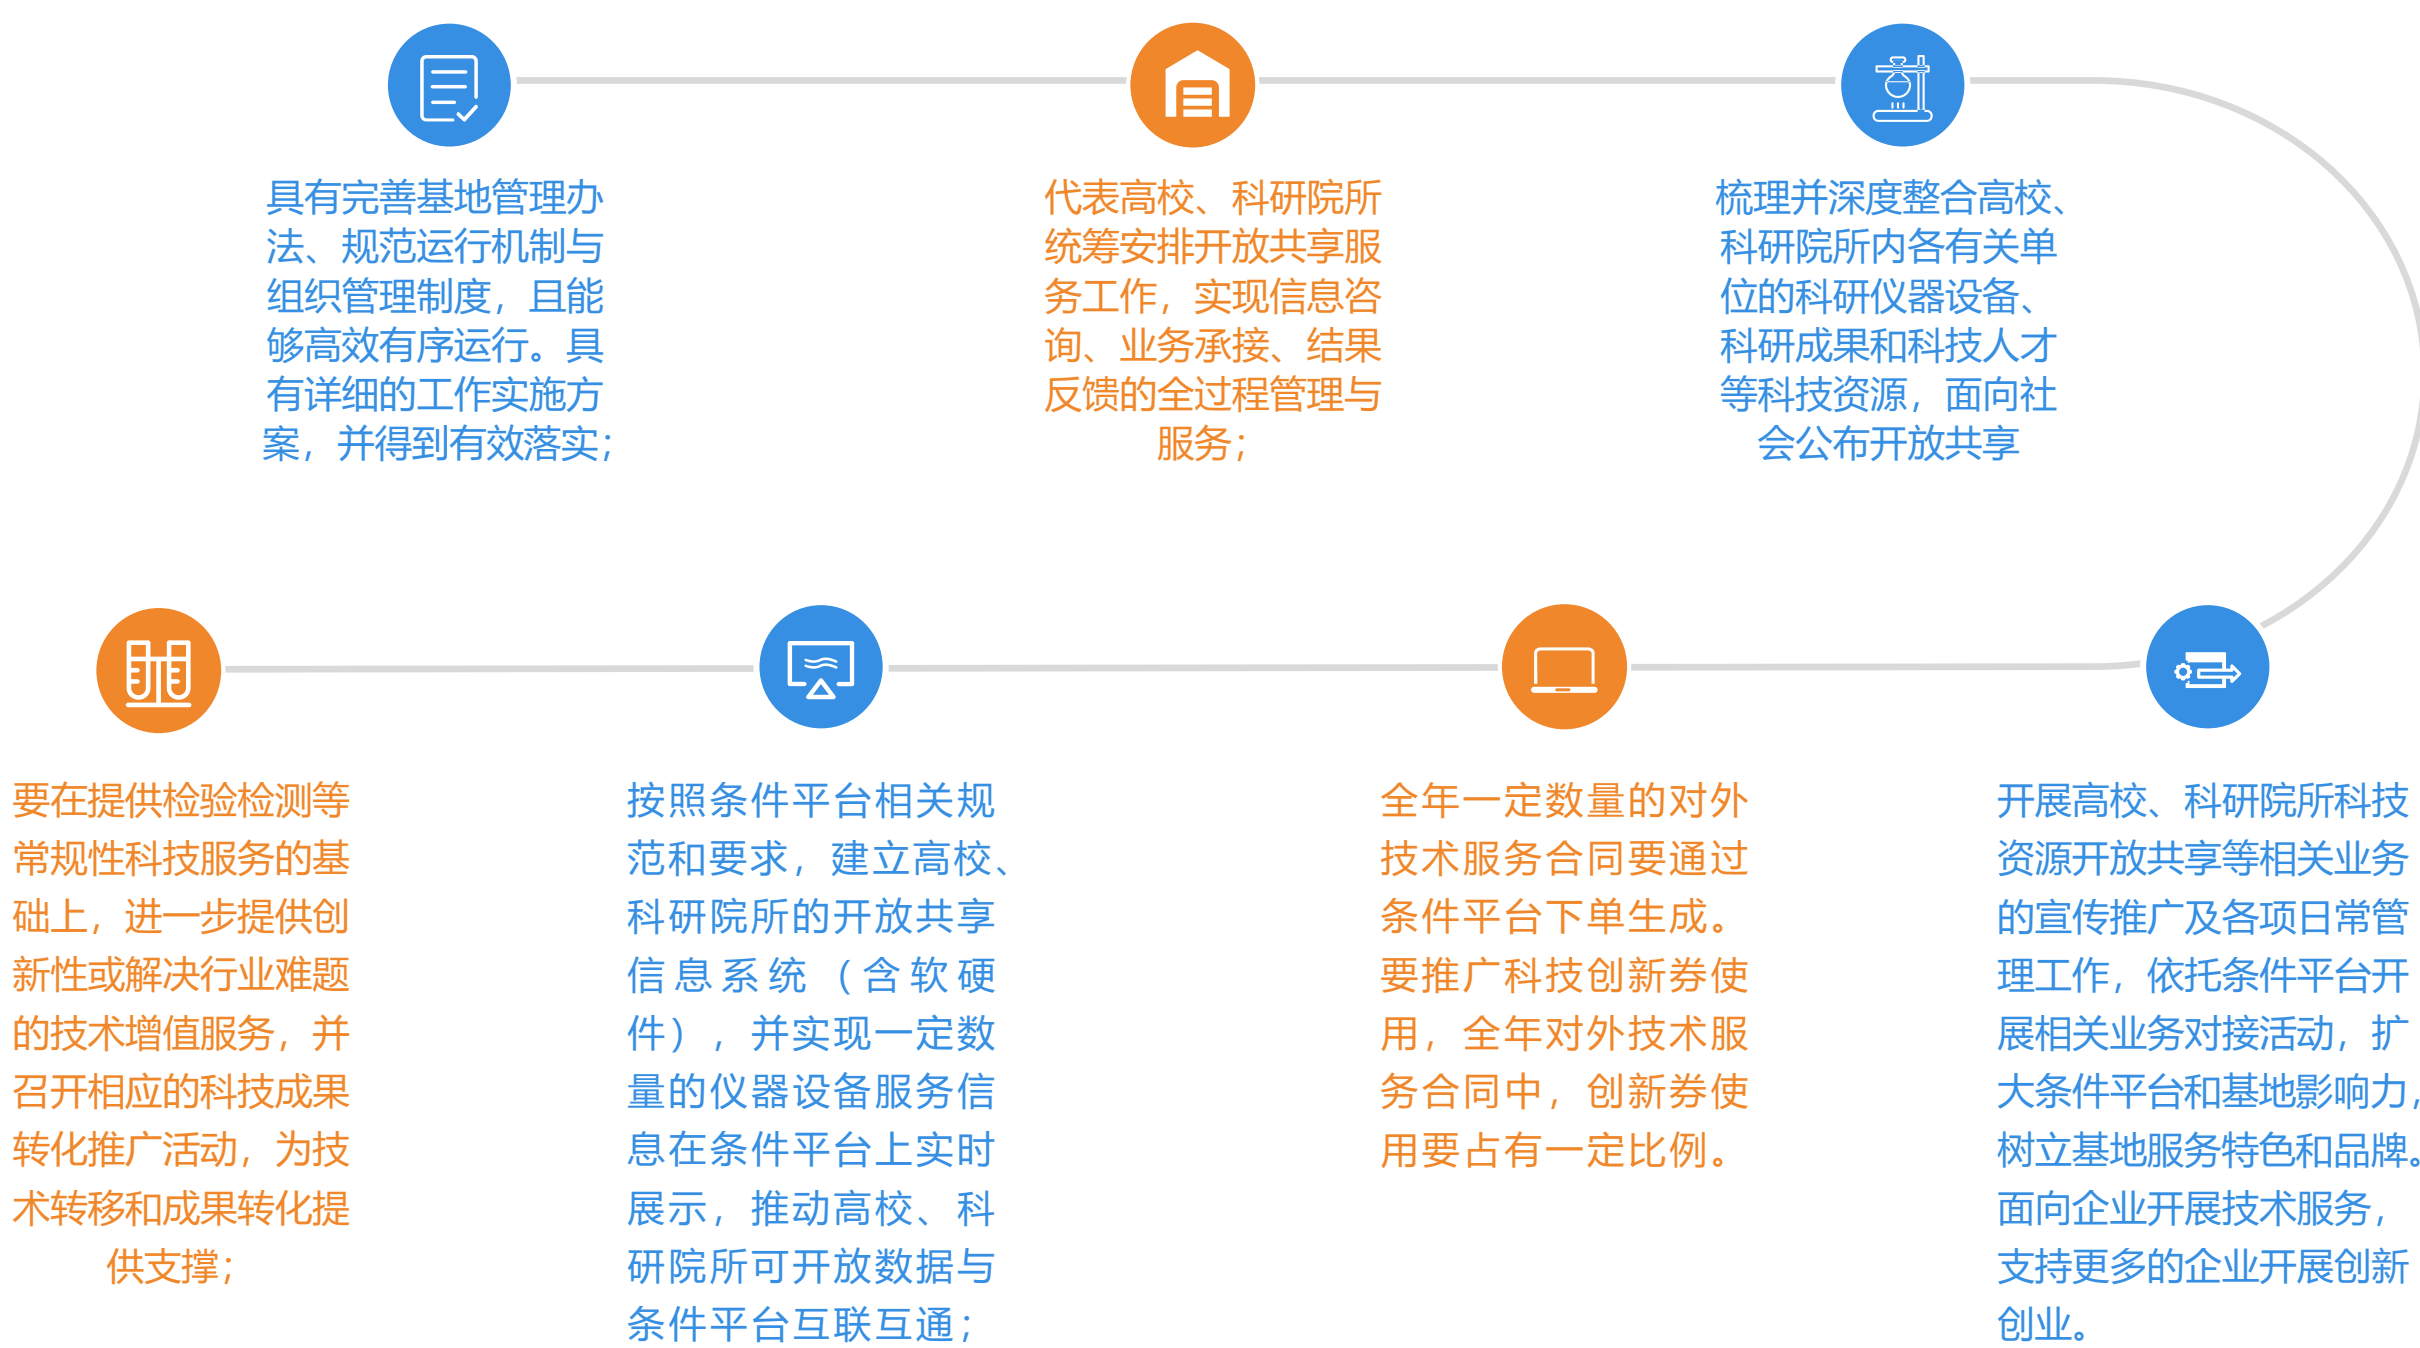 具有完善基地管理办
法、规范运行机制与
组织管理制度，且能
够高效有序运行。具
有详细的工作实施方
案，并得到有效落实；
代表高校、科研院所
统筹安排开放共享服
务工作，实现信息咨
询、业务承接、结果
反馈的全过程管理与
服务；
梳理并深度整合高校、
科研院所内各有关单
位的科研仪器设备、
科研成果和科技人才
等科技资源，面向社
会公布开放共享
要在提供检验检测等
常规性科技服务的基
础上，进一步提供创
新性或解决行业难题
的技术增值服务，并
召开相应的科技成果
转化推广活动，为技
术转移和成果转化提
供支撑；
按照条件平台相关规
范和要求，建立高校、
科研院所的开放共享
信息系统（含软硬
件），并实现一定数
量的仪器设备服务信
息在条件平台上实时
展示，推动高校、科
研院所可开放数据与
条件平台互联互通；
全年一定数量的对外
技术服务合同要通过
条件平台下单生成。
要推广科技创新券使
用，全年对外技术服
务合同中，创新券使
用要占有一定比例。
开展高校、科研院所科技
资源开放共享等相关业务
的宣传推广及各项日常管
理工作，依托条件平台开
展相关业务对接活动，扩
大条件平台和基地影响力，
树立基地服务特色和品牌。
面向企业开展技术服务，
支持更多的企业开展创新
创业。